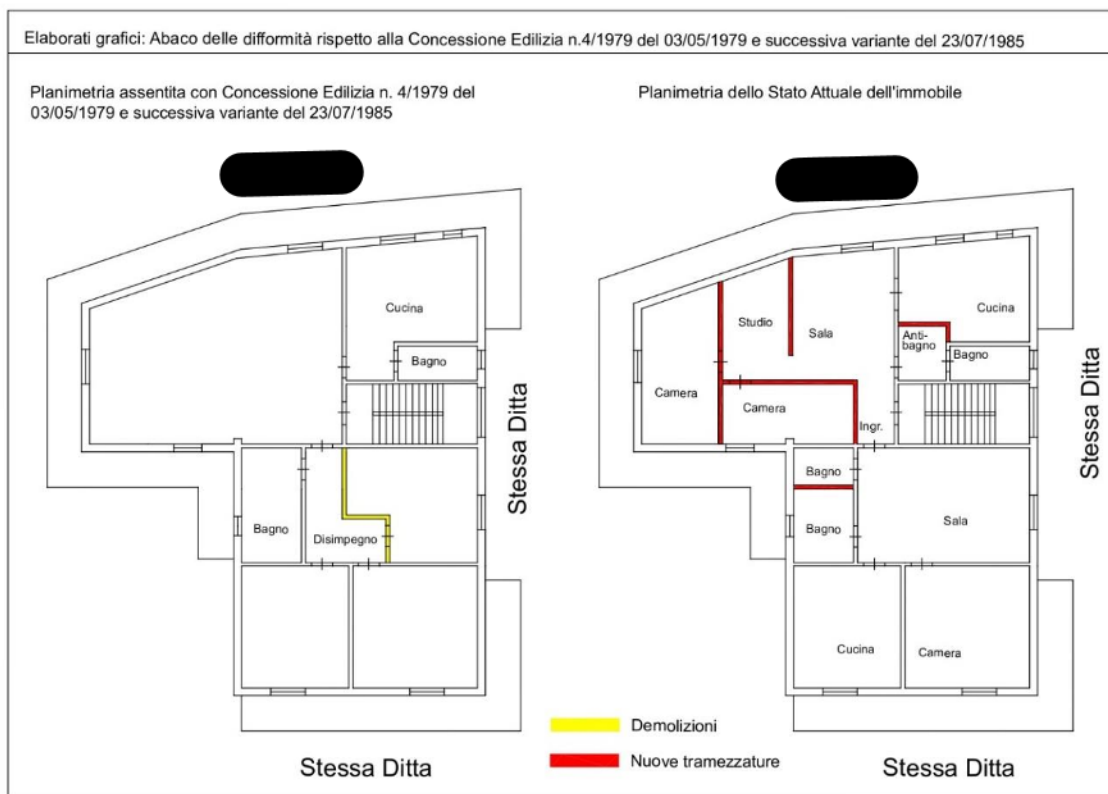 Elaborati grafici: Abaco delle difformità rispetto alla Concessione Edilizia n.4/1979 del 03/05/1979 e successiva variante del 23/07/1985
Planimetria assentita con Concessione Edilizia n. 4/1979 del
03/05/1979 e successiva variante del 23/07/1985
Cucina
Bagno
Bagno
Disimpegno
Stessa Ditta
Stessa Ditta
Planimetria dello Stato Attuale dell'immobile
Studio
Sala
Cucina
Anti-
bagno
Bagno
Camera
Camera
Ingr.
Bagno
Bagno
Sala
Cucina
Camera
Stessa Ditta
Stessa Ditta
Demolizioni
Nuove tramezzature